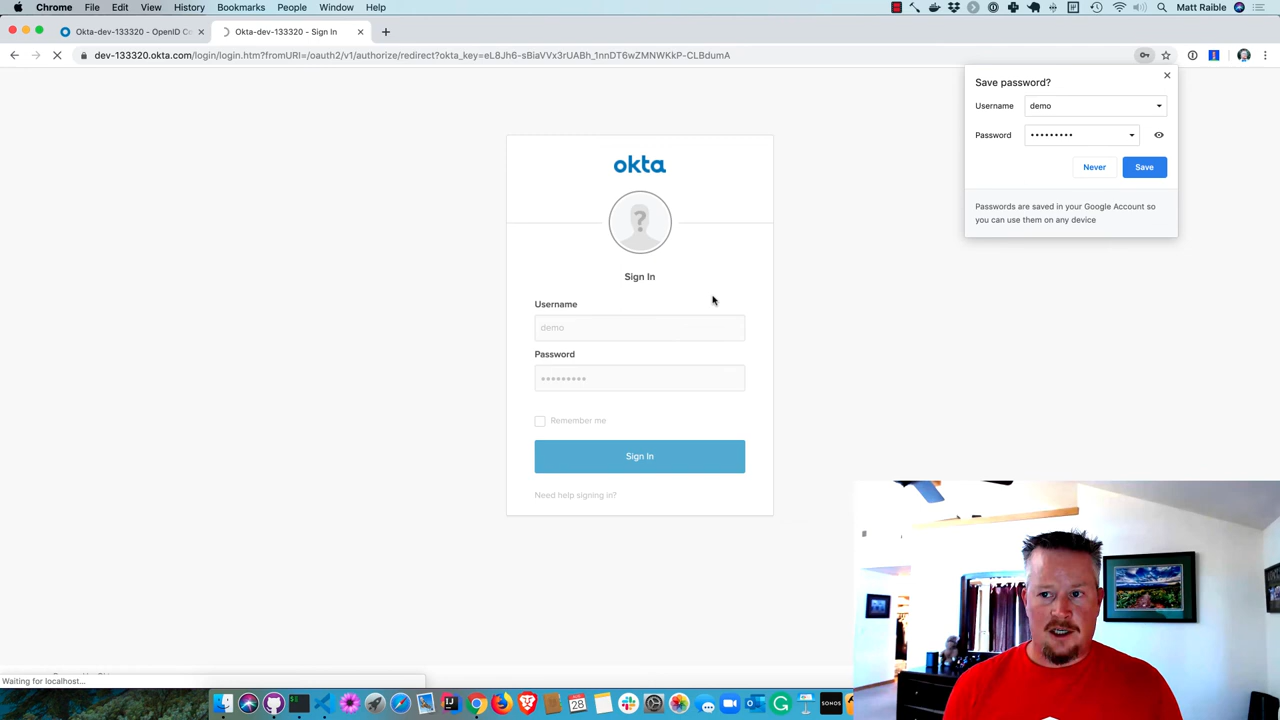 Chrome File Edit View History Bookmarks People Window Help Matt Raible
Okta-dev-133320 - OpenID Co Okta-dev-133320 - Sign In
dev-133320.okta.com/login/login.htm?fromURI=/oauth2/v1/authorize/redirect?okta_key=eL8Jh6-sBiaVVx3rUABh_1nnDT6wZMNWKkP-CLBdumA
Save password?
Username demo
Password
Never Save
Passwords are saved in your Google Account so
you can use them on any device
okta
Sign In
Username
demo
Password
Remember me
Sign In
Need help signing in?
Waiting for localhost...
28
SONOS